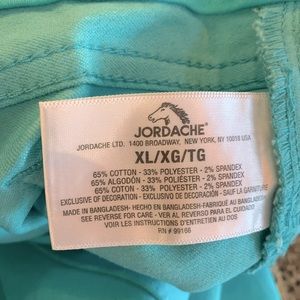 JORDACHE
JORDACHE LTD. 1400 BROADWAY, NEW YORK, NY 10018 USA
XL/XG/TG
65% COTTON - 33% POLYESTER - 2% SPANDEX
65% ALGODÓN - 33% POLIÉSTER - 2% SPANDEX
65% COTON - 33% POLYESTER - 2% SPANDEX
EXCLUSIVE OF DECORATION - EXCLUSIVO DE DECORACIÓN - SAUF LA GARNITURE
MADE IN BANGLADESH- HECHO EN BANGLADESH-FABRIQUÉ AU BANGLADESH
SEE REVERSE FOR CARE - VER AL REVERSO PARA EL CUIDADO
VOIR LES INSTRUCTIONS D'ENTRETIEN AU DOS
RN # 99166